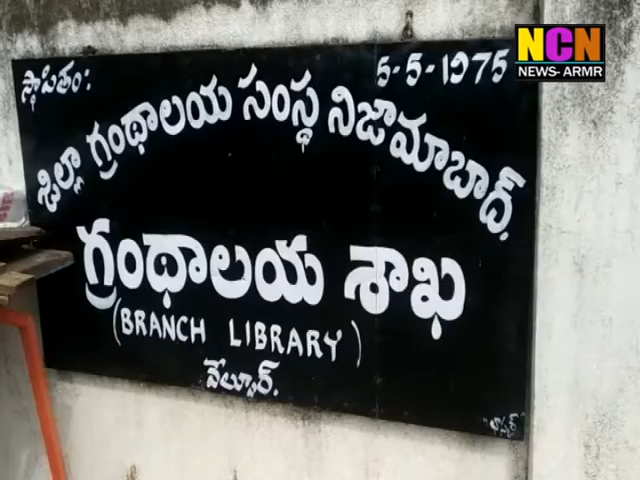 NCN
NEWS- ARMR
స్థాపితం: 5-5-1975
జిల్లా గ్రంథాలయ సంస్థ నిజామాబాద్.
గ్రంథాలయ శాఖ
(BRANCH LIBRARY)
వేల్పూర్.